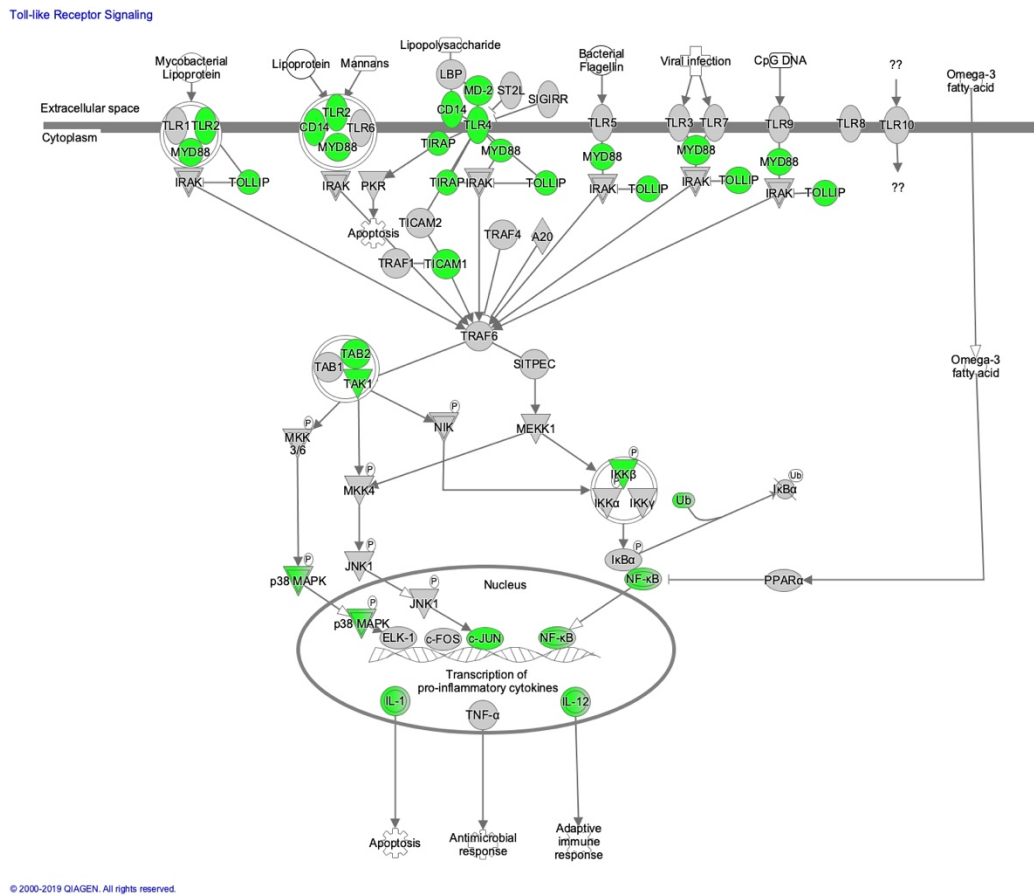 Toll-like Receptor Signaling
Mycobacterial
Lipoprotein
Lipoprotein
Mannans
Lipopolysaccharide
Bacterial
Flagellin
Viral infection
CpG DNA
??
Omega-3
fatty acid
LBP
MD-2
ST2L
SIGIRR
Extracellular space
Cytoplasm
TLR1
TLR2
MYD88
CD14
TLR2
TLR6
MYD88
CD14
TLR4
TLR5
TLR3
TLR7
TLR9
TLR8
TLR10
TIRAP
MYD88
MYD88
MYD88
MYD88
IRAK
TOLLIP
IRAK
PKR
TIRAP
IRAK
TOLLIP
IRAK
TOLLIP
IRAK
TOLLIP
IRAK
TOLLIP
??
Apoptosis
TICAM2
TRAF4
A20
TRAF1
TICAM1
TRAF6
TAB2
TAB1
TAK1
SITPEC
Omega-3
fatty acid
P
MKK
3/6
P
NIK
MEKK1
P
MKK4
P
IKKβ
P
IKKα
IKKγ
Ub
Ub
IκBα
P
IκBα
P
JNK1
P
p38 MAPK
NF-κB
PPARα
Nucleus
P
JNK1
P
p38 MAPK
ELK-1
c-FOS
c-JUN
NF-κB
Transcription of
pro-inflammatory cytokines
IL-1
TNF-α
IL-12
Apoptosis
Antimicrobial
response
Adaptive
immune
response
© 2000-2019 QIAGEN. All rights reserved.